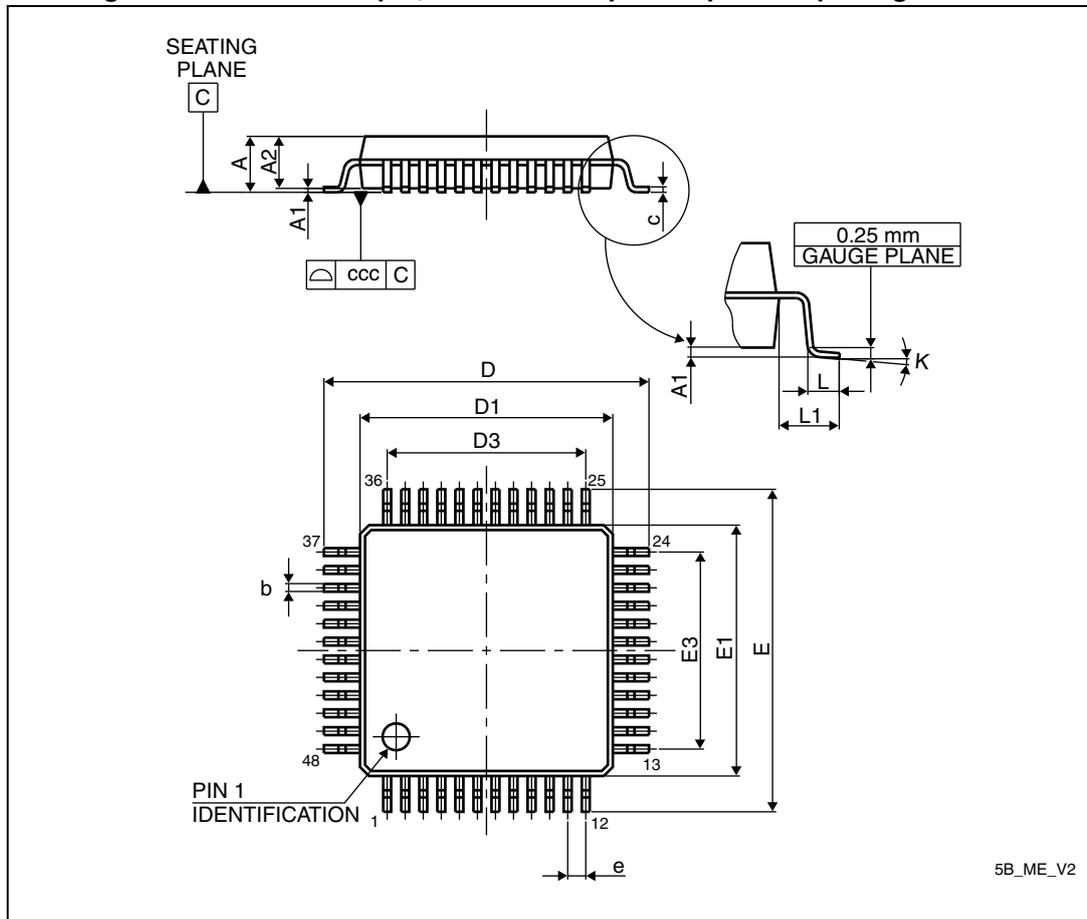 SEATING
PLANE
C
A
A2
A1
c
ccc C
0.25 mm
GAUGE PLANE
A1
K
L
L1
D
D1
D3
36
25
37
24
b
E3
E1
E
48
13
PIN 1
IDENTIFICATION
1
12
e
5B_ME_V2